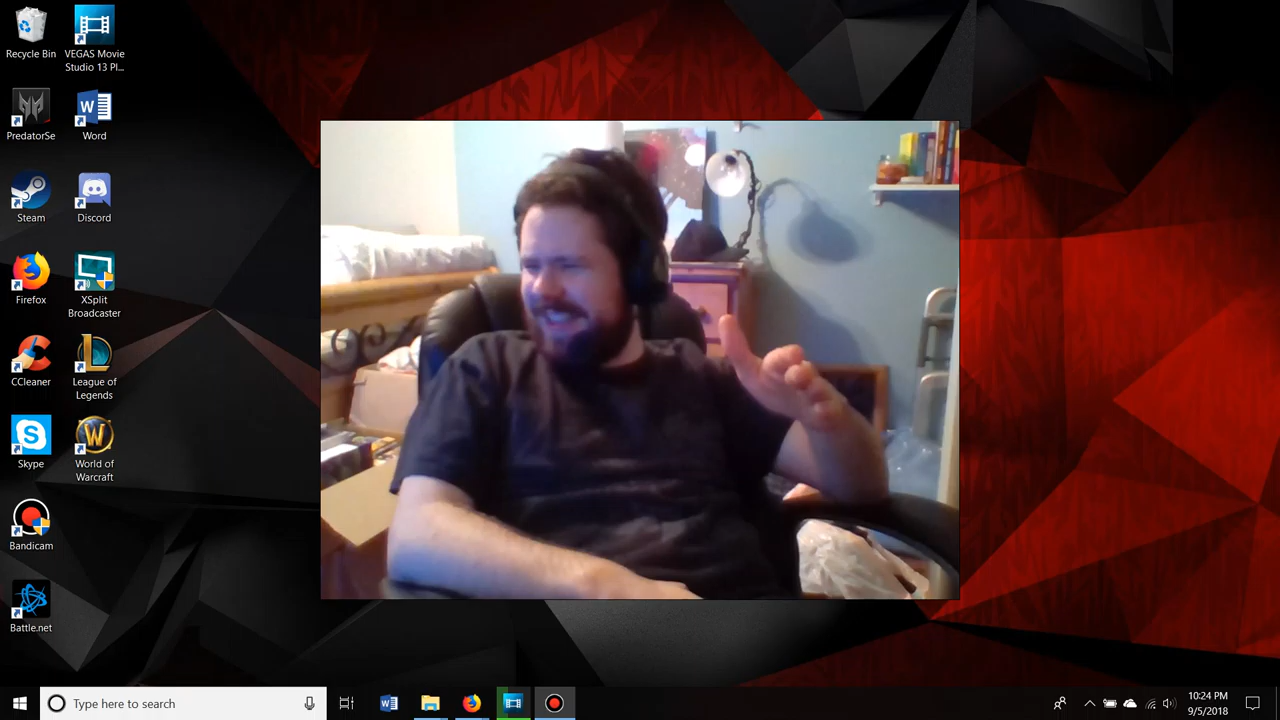 Recycle Bin
VEGAS Movie
Studio 13 Pl...
PredatorSe
Word
Steam
Discord
Firefox
XSplit
Broadcaster
CCleaner
League of
Legends
Skype
World of
Warcraft
Bandicam
Battle.net
Type here to search
10:24 PM
9/5/2018